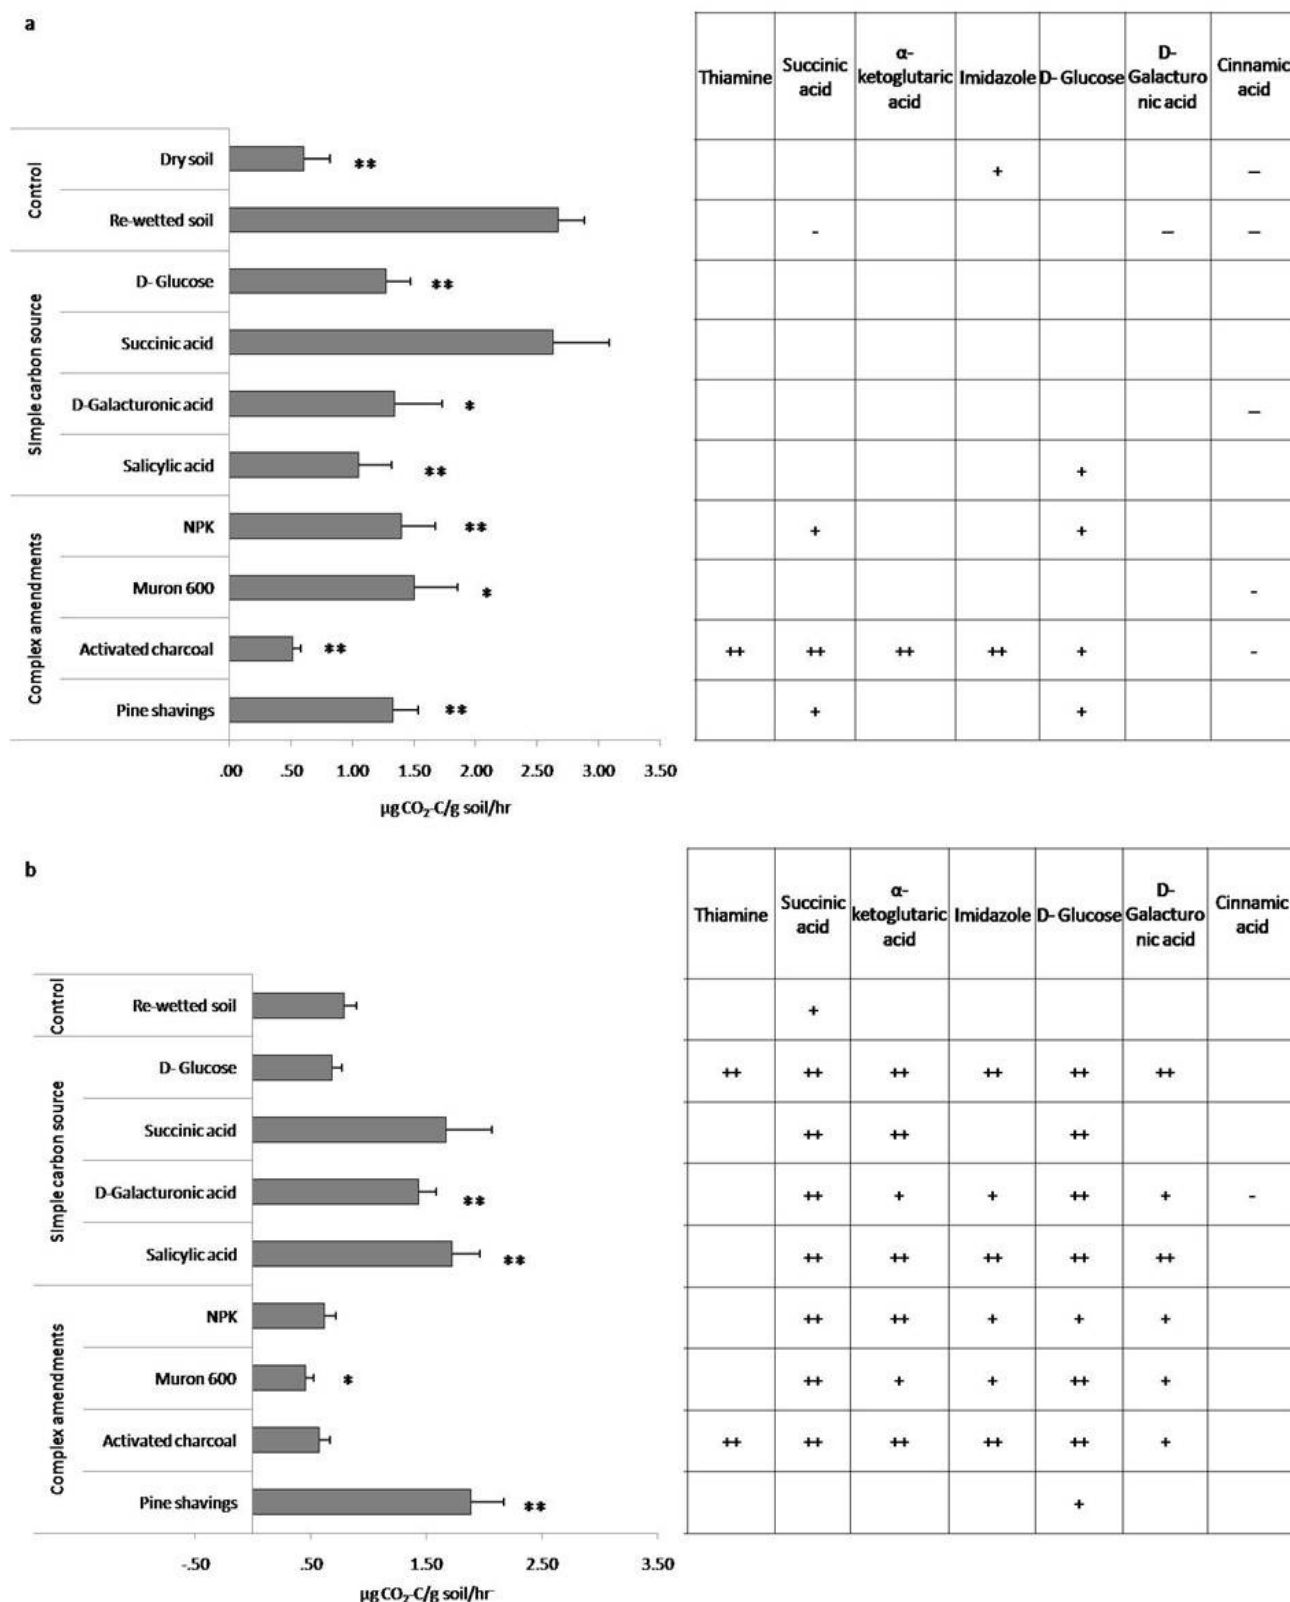 a
Thiamine
Succinic
acid
α-
ketoglutaric
acid
Imidazole
D- Glucose
D-
Galacturo
nic acid
Cinnamic
acid
Control
Dry soil
**
+
–
Re-wetted soil
-
–
–
Simple carbon source
D- Glucose
**
Succinic acid
D-Galacturonic acid
*
–
Salicylic acid
**
+
Complex amendments
NPK
**
+
+
Muron 600
*
-
Activated charcoal
**
++
++
++
++
+
-
Pine shavings
**
+
+
.00 .50 1.00 1.50 2.00 2.50 3.00 3.50
µg CO₂-C/g soil/hr
b
Thiamine
Succinic
acid
α-
ketoglutaric
acid
Imidazole
D- Glucose
D-
Galacturo
nic acid
Cinnamic
acid
Control
Re-wetted soil
+
Simple carbon source
D- Glucose
++
++
++
++
++
++
Succinic acid
++
++
++
D-Galacturonic acid
**
++
+
+
++
+
-
Salicylic acid
**
++
++
++
++
++
Complex amendments
NPK
++
++
+
+
+
Muron 600
*
++
+
+
++
+
Activated charcoal
++
++
++
++
++
+
Pine shavings
**
+
-.50 .50 1.50 2.50 3.50
µg CO₂-C/g soil/hr⁻